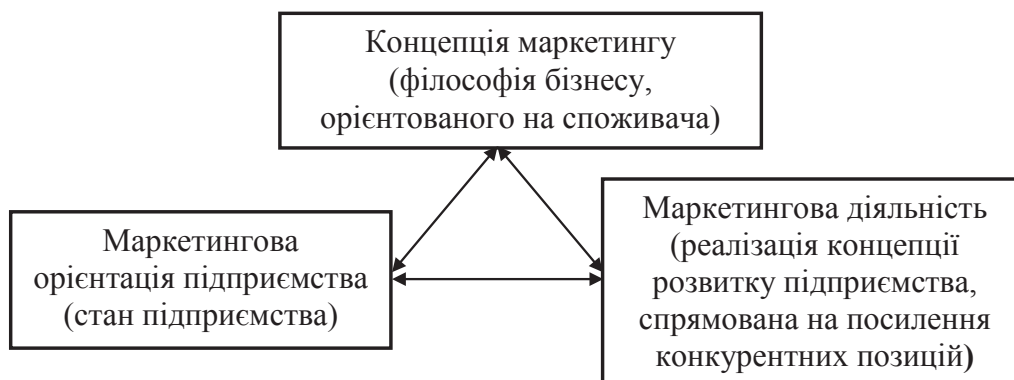 Концепція маркетингу
(філософія бізнесу,
орієнтованого на споживача)
Маркетингова
орієнтація підприємства
(стан підприємства)
Маркетингова діяльність
(реалізація концепції
розвитку підприємства,
спрямована на посилення
конкурентних позицій)